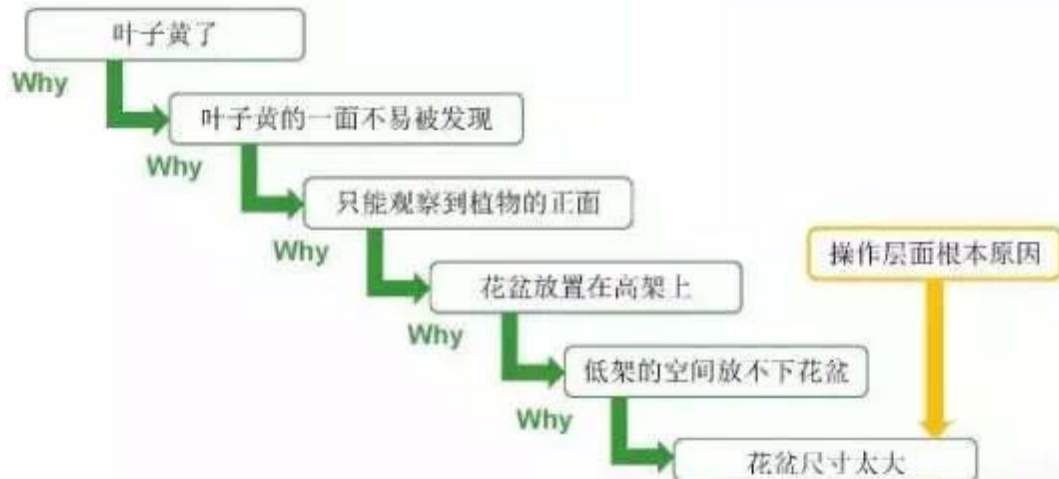 叶子黄了
Why
叶子黄的一面不易被发现
Why
只能观察到植物的正面
Why
操作层面根本原因
花盆放置在高架上
Why
低架的空间放不下花盆
Why
花盆尺寸太大